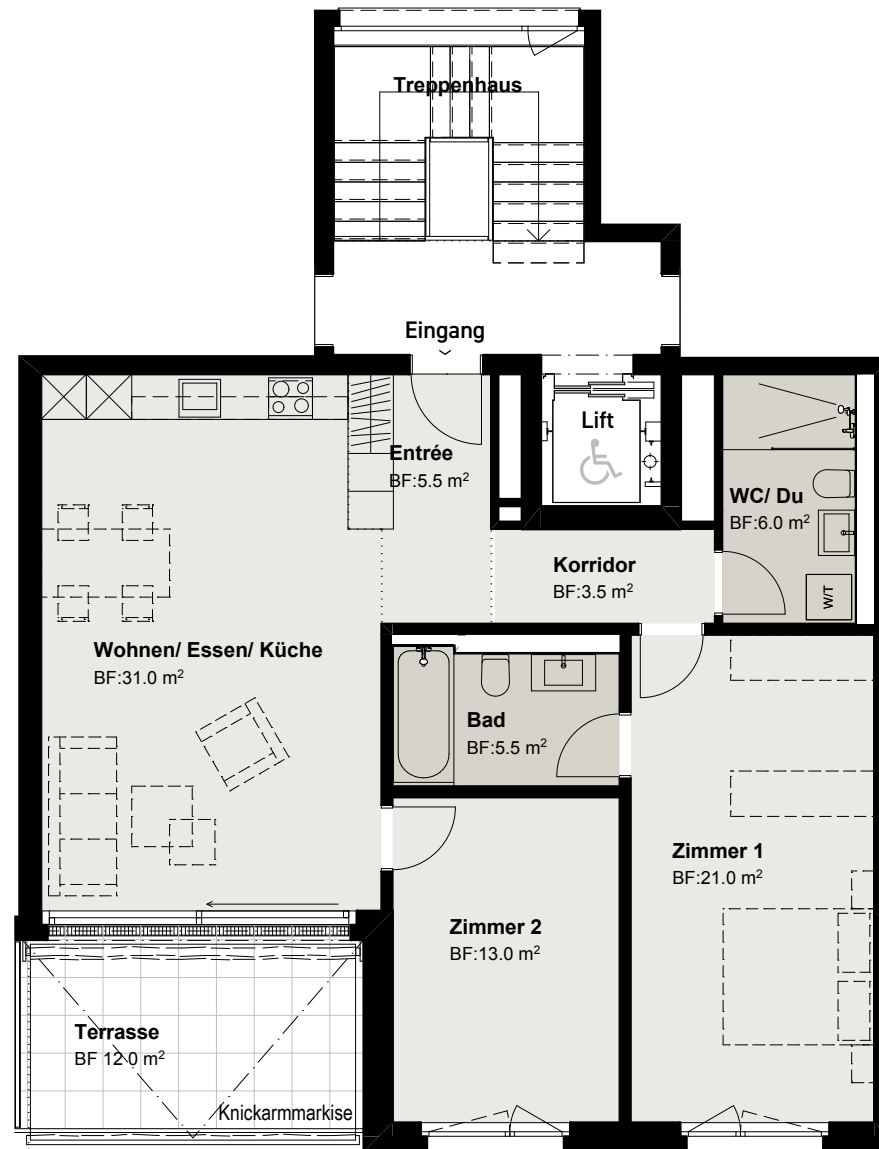 Treppenhaus
Eingang
Lift
Entrée
BF:5.5 m²
WC/ Du
BF:6.0 m²
Korridor
BF:3.5 m²
W/T
Wohnen/ Essen/ Küche
BF:31.0 m²
Bad
BF:5.5 m²
Zimmer 1
BF:21.0 m²
Zimmer 2
BF:13.0 m²
Terrasse
BF 12.0 m²
Knickarmmarkise